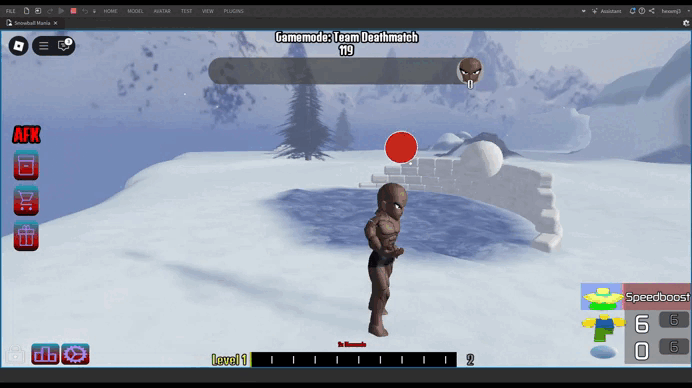 FILE HOME MODEL AVATAR TEST VIEW PLUGINS Assistant
Snowball Mania
Gamemode: Team Deathmatch
119
0
AFK
Speedboost
6 6
0 6
Level 1 2